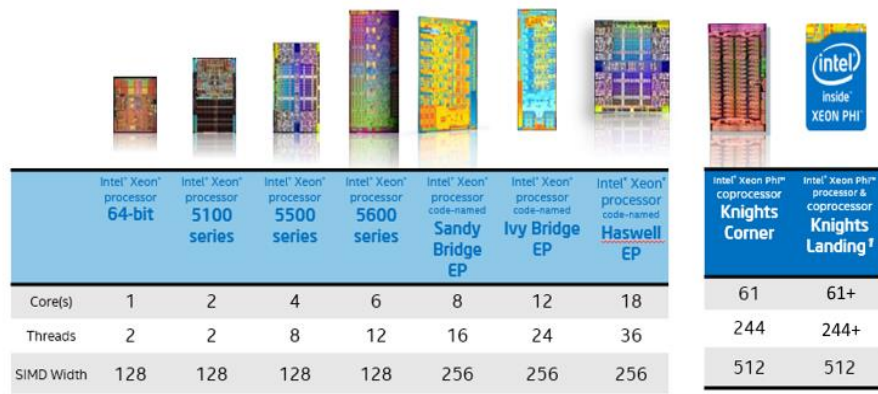 intel
inside
XEON PHI
Intel® Xeon® processor 64-bit
Intel® Xeon® processor 5100 series
Intel® Xeon® processor 5500 series
Intel® Xeon® processor 5600 series
Intel® Xeon® processor code-named Sandy Bridge EP
Intel® Xeon® processor code-named Ivy Bridge EP
Intel® Xeon® processor code-named Haswell EP
Intel® Xeon Phi™ coprocessor Knights Corner
Intel® Xeon Phi™ processor & coprocessor Knights Landing
Core(s) 1 2 4 6 8 12 18 61 61+
Threads 2 2 8 12 16 24 36 244 244+
SIMD Width 128 128 128 128 256 256 256 512 512